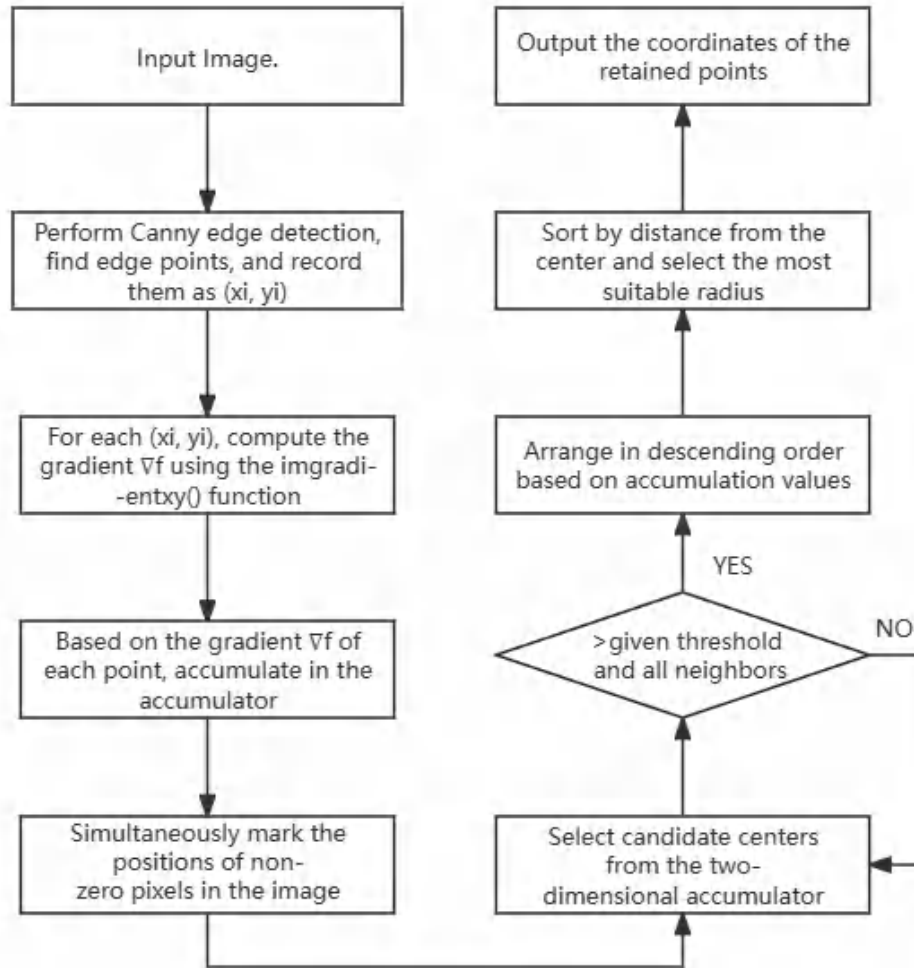 Input Image.
Perform Canny edge detection,
find edge points, and record
them as (xi, yi)
For each (xi, yi), compute the
gradient ∇f using the imgradi-
-entxy() function
Based on the gradient ∇f of
each point, accumulate in the
accumulator
Simultaneously mark the
positions of non-
zero pixels in the image
Select candidate centers
from the two-
dimensional accumulator
>given threshold
and all neighbors
NO
YES
Arrange in descending order
based on accumulation values
Sort by distance from the
center and select the most
suitable radius
Output the coordinates of the
retained points